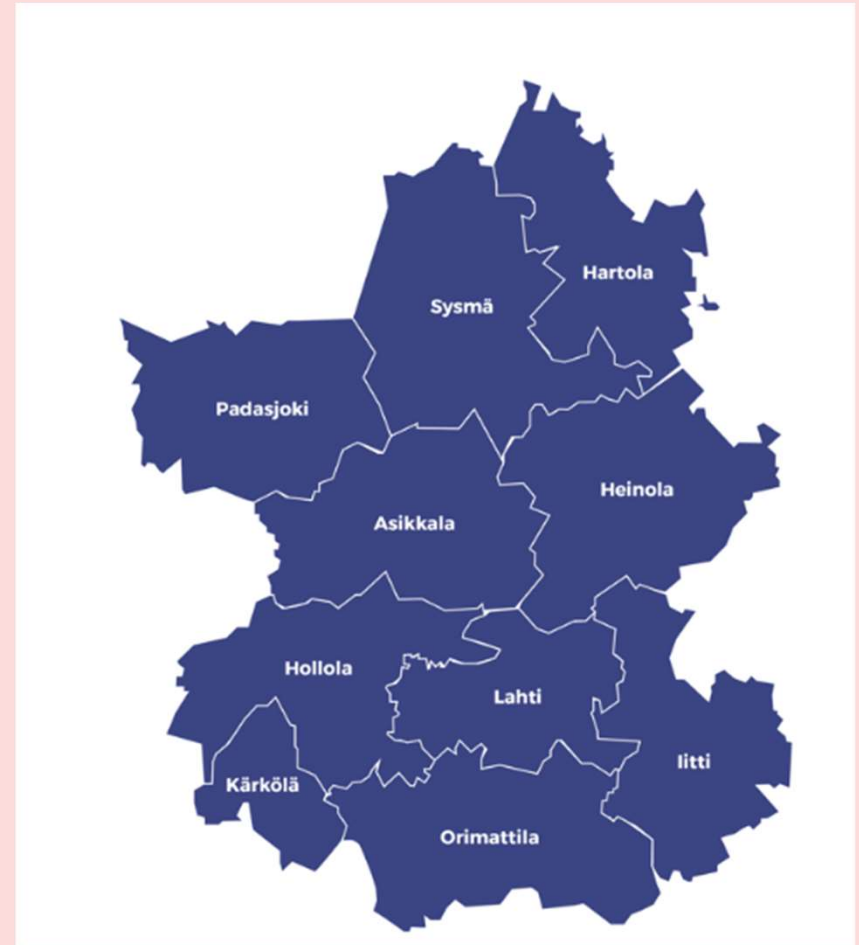 Hartola
Sysmä
Padasjoki
Heinola
Asikkala
Hollola
Lahti
Iitti
Kärkölä
Orimattila